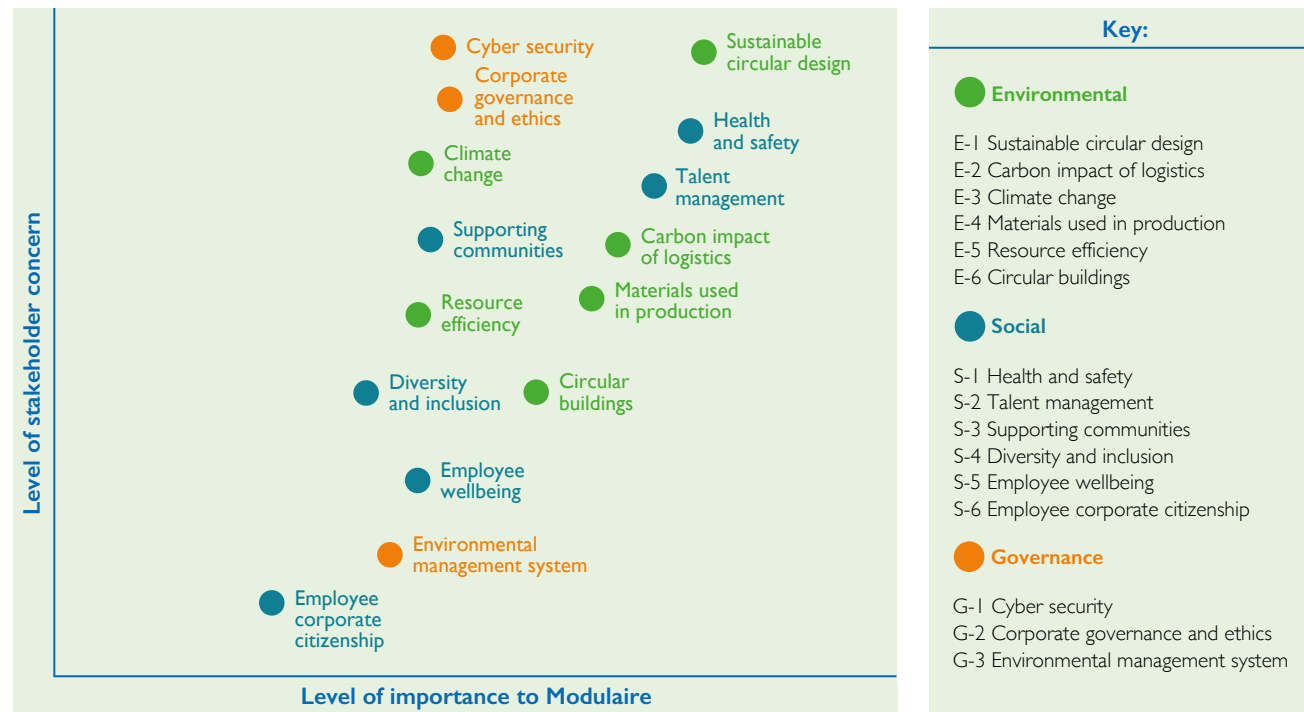 Level of stakeholder concern
Cyber security
Corporate
governance
and ethics
Climate
change
Supporting
communities
Resource
efficiency
Diversity
and inclusion
Employee
wellbeing
Environmental
management system
Employee
corporate
citizenship
Sustainable
circular design
Health
and safety
Talent
management
Carbon impact
of logistics
Materials used
in production
Circular
buildings
Level of importance to Modulaire
Key:
Environmental
E-1 Sustainable circular design
E-2 Carbon impact of logistics
E-3 Climate change
E-4 Materials used in production
E-5 Resource efficiency
E-6 Circular buildings
Social
S-1 Health and safety
S-2 Talent management
S-3 Supporting communities
S-4 Diversity and inclusion
S-5 Employee wellbeing
S-6 Employee corporate citizenship
Governance
G-1 Cyber security
G-2 Corporate governance and ethics
G-3 Environmental management system